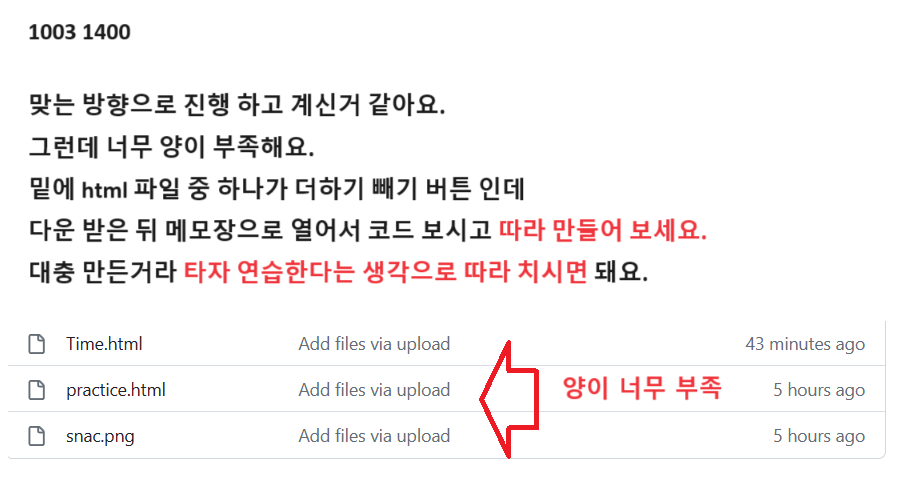 1003 1400
맞는 방향으로 진행 하고 계신거 같아요.
그런데 너무 양이 부족해요.
밑에 html 파일 중 하나가 더하기 빼기 버튼 인데
다운 받은 뒤 메모장으로 열어서 코드 보시고 따라 만들어 보세요.
대충 만든거라 타자 연습한다는 생각으로 따라 치시면 돼요.
Time.html Add files via upload 43 minutes ago
practice.html Add files via upload 양이 너무 부족 5 hours ago
snac.png Add files via upload 5 hours ago